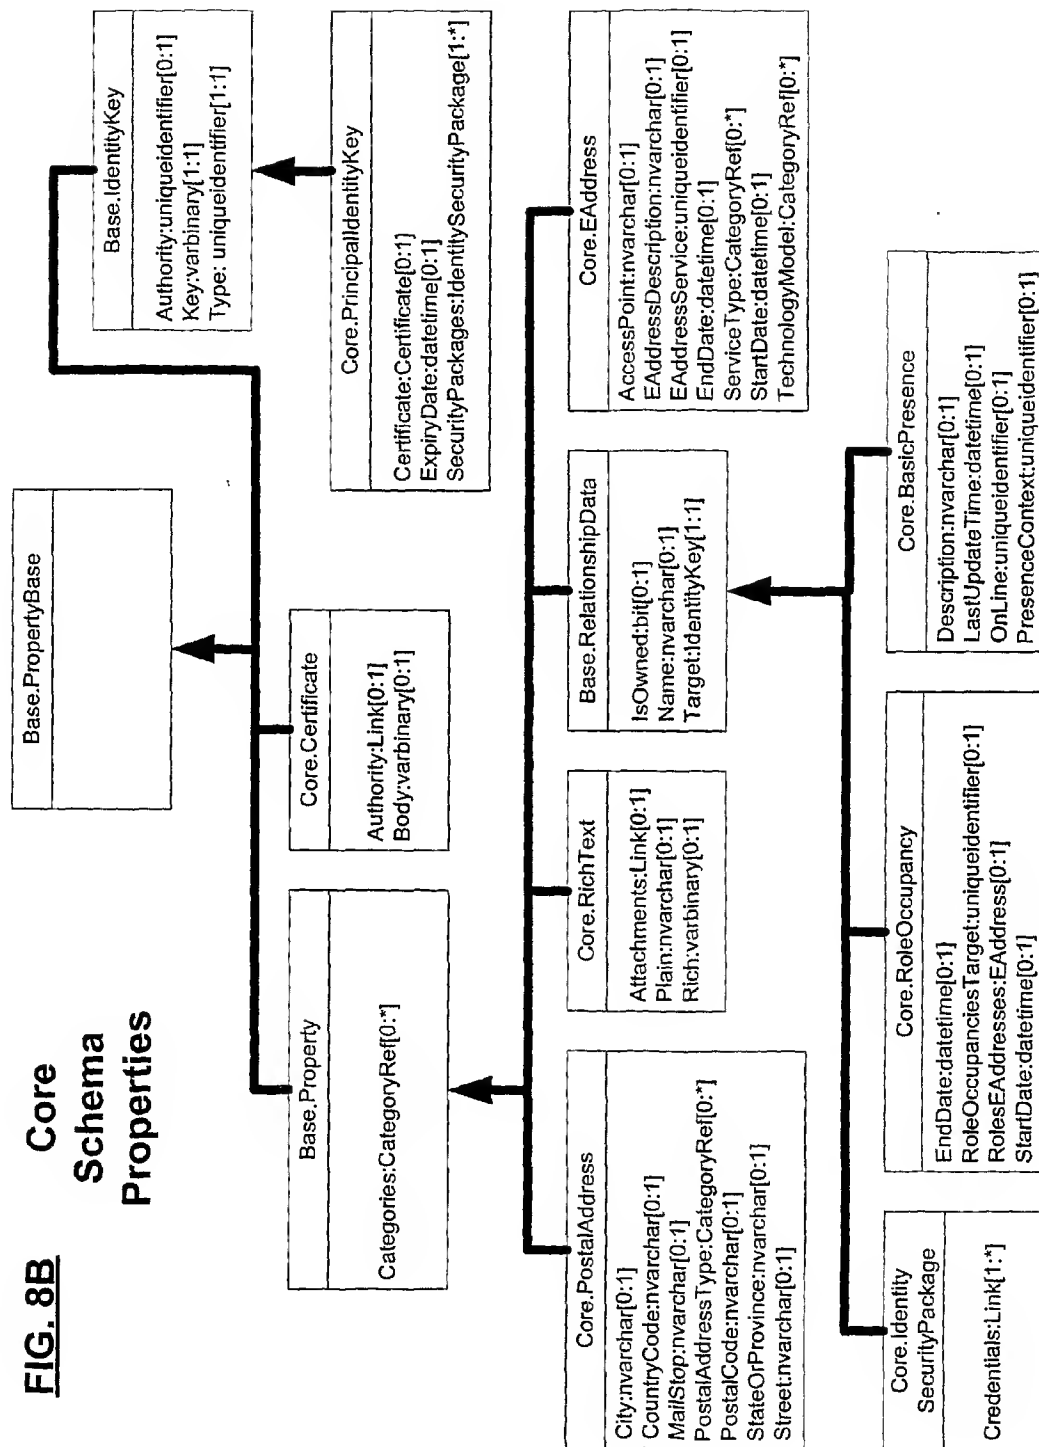 FIG. 8B
Core
Schema
Properties
Base.PropertyBase
Base.Property
Categories:CategoryRef[0:*]
Core.Certificate
Authority:Link[0:1]
Body:varbinary[0:1]
Base.IdentityKey
Authority:uniqueidentifier[0:1]
Key:varbinary[1:1]
Type: uniqueidentifier[1:1]
Core.PrincipalIdentityKey
Certificate:Certificate[0:1]
ExpiryDate:datetime[0:1]
SecurityPackages:IdentitySecurityPackage[1:*]
Core.PostalAddress
City:nvarchar[0:1]
CountryCode:nvarchar[0:1]
MailStop:nvarchar[0:1]
PostalAddressType:CategoryRef[0:*]
PostalCode:nvarchar[0:1]
StateOrProvince:nvarchar[0:1]
Street:nvarchar[0:1]
Core.RichText
Attachments:Link[0:1]
Plain:nvarchar[0:1]
Rich:varbinary[0:1]
Base.RelationshipData
IsOwned:bit[0:1]
Name:nvarchar[0:1]
Target:IdentityKey[1:1]
Core.EAddress
AccessPoint:nvarchar[0:1]
EAddressDescription:nvarchar[0:1]
EAddressService:uniqueidentifier[0:1]
EndDate:datetime[0:1]
ServiceType:CategoryRef[0:*]
StartDate:datetime[0:1]
TechnologyModel:CategoryRef[0:*]
Core.Identity
SecurityPackage
Credentials:Link[1:*]
Core.RoleOccupancy
EndDate:datetime[0:1]
RoleOccupanciesTarget:uniqueidentifier[0:1]
RolesEAddresses:EAddress[0:1]
StartDate:datetime[0:1]
Core.BasicPresence
Description:nvarchar[0:1]
LastUpdateTime:datetime[0:1]
OnLine:uniqueidentifier[0:1]
PresenceContext:uniqueidentifier[0:1]